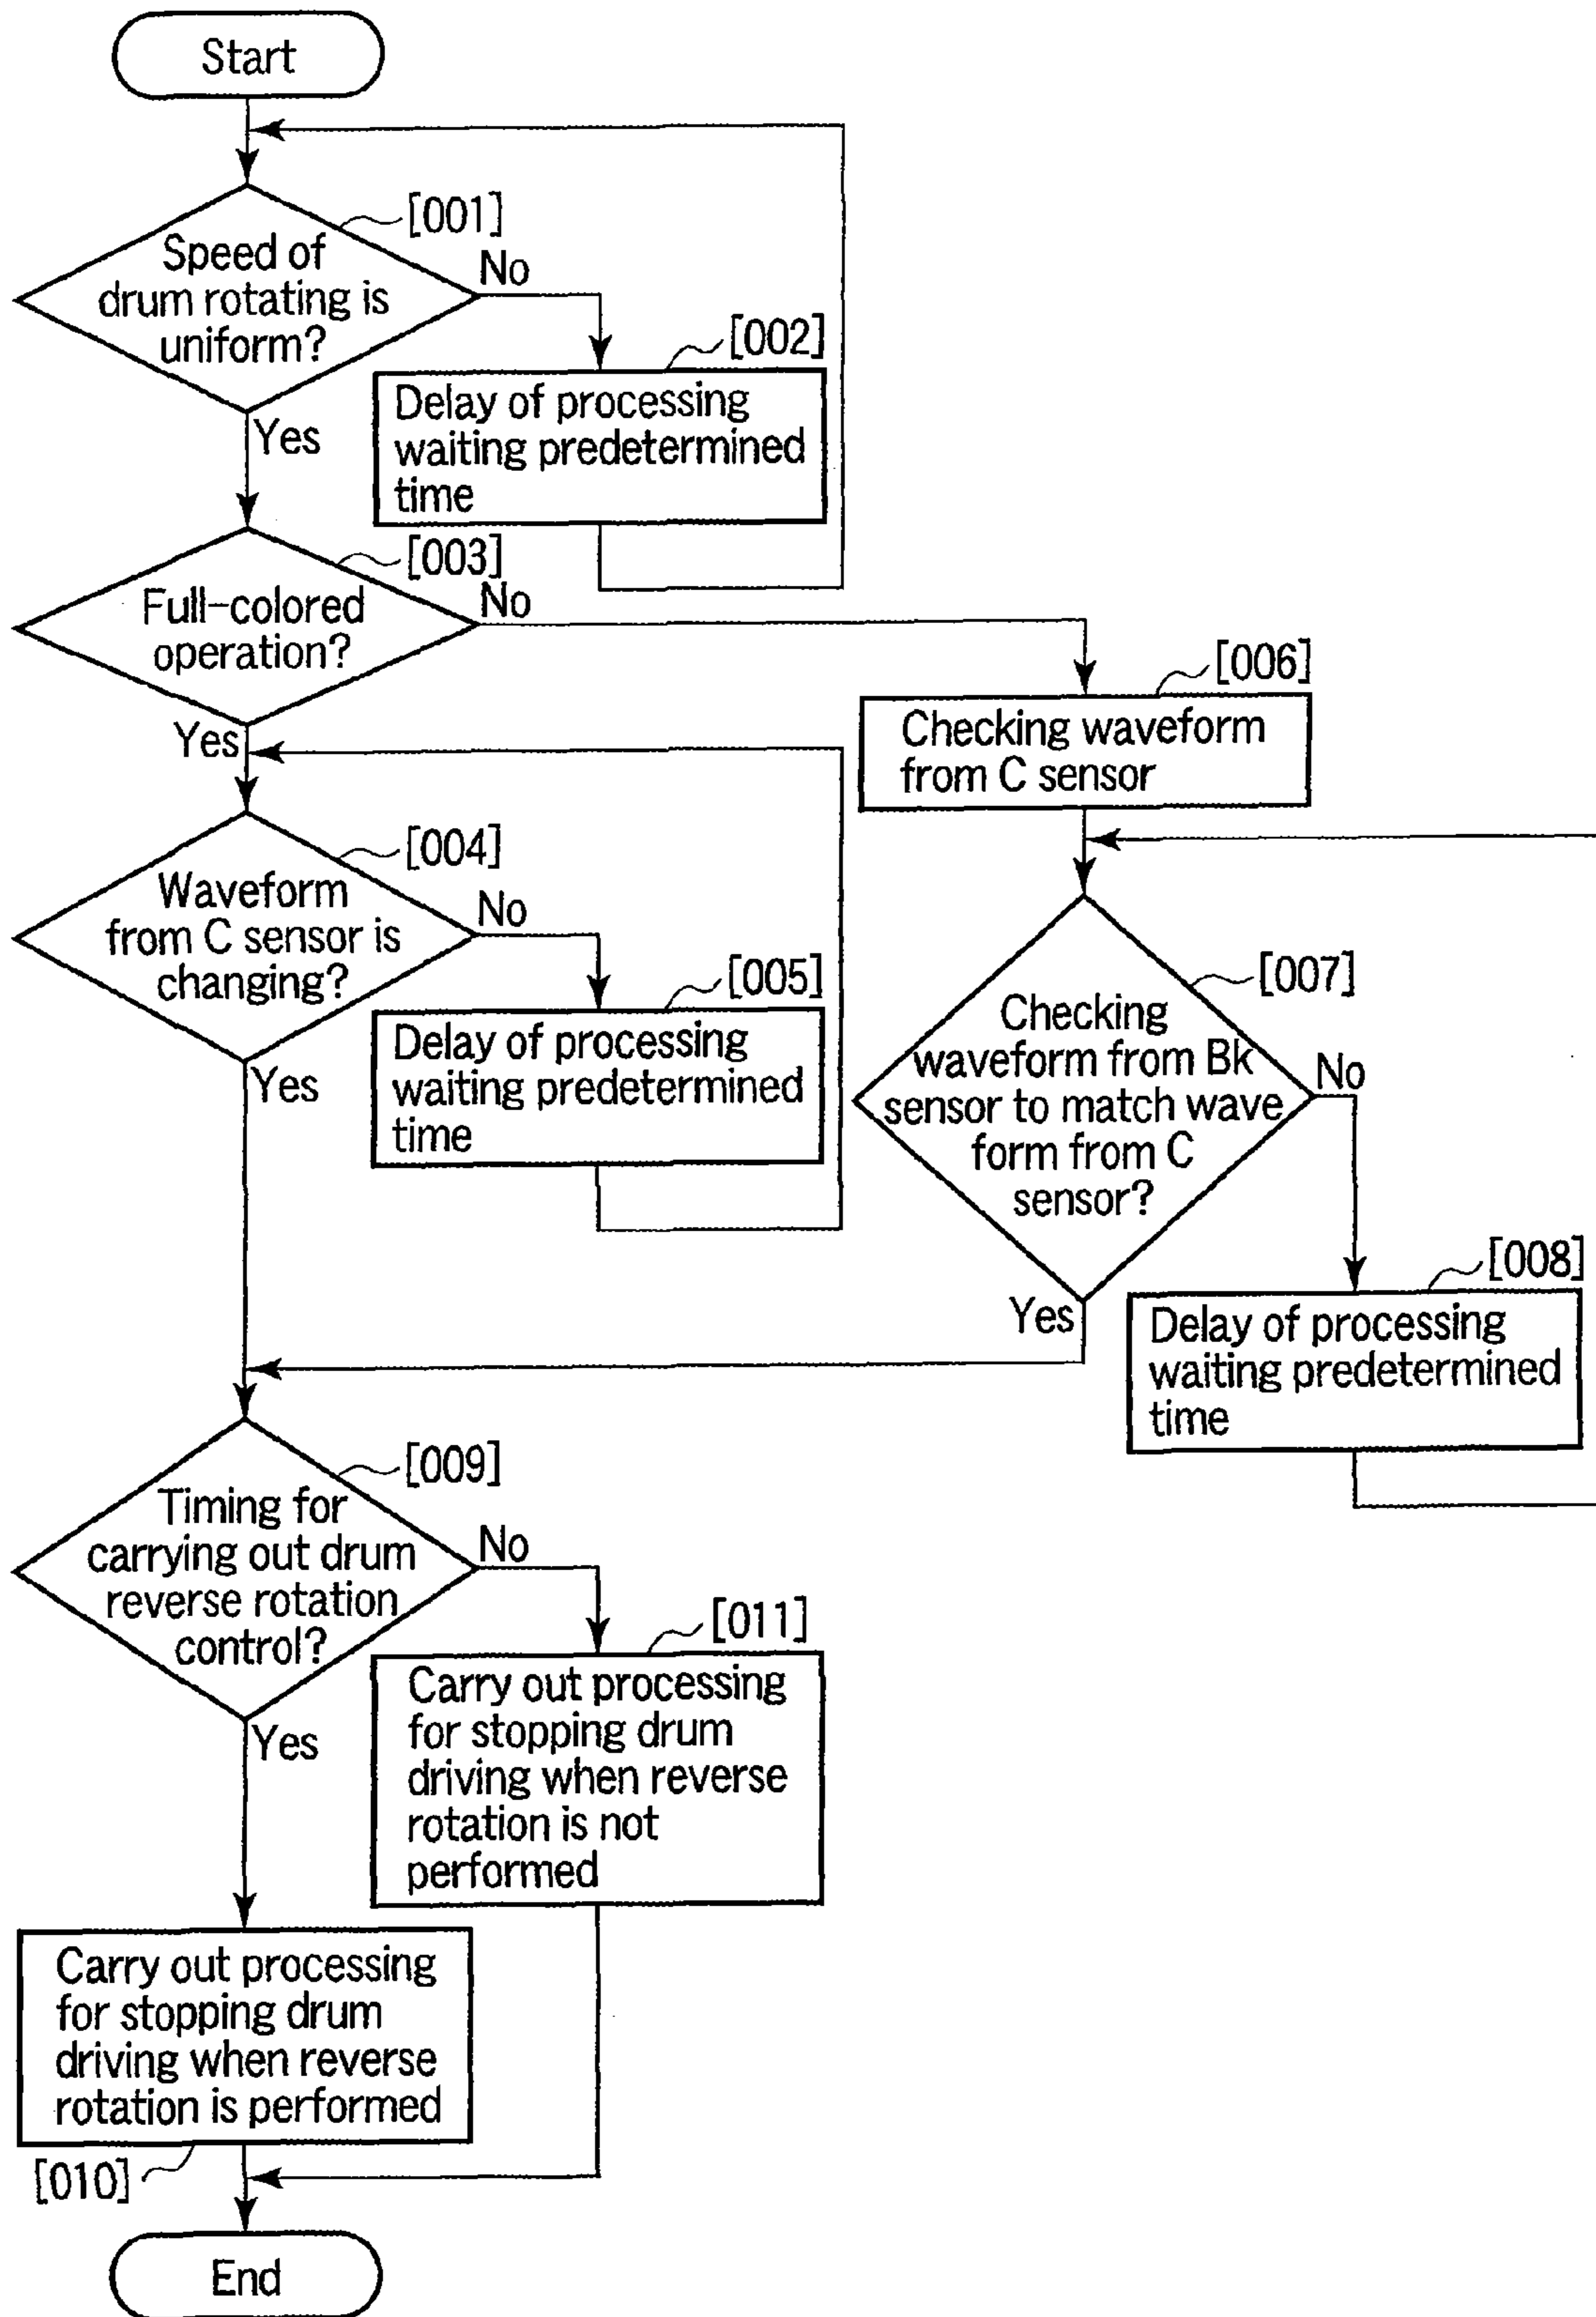 Start
[001]
Speed of
drum rotating is
uniform?
No
Yes
[002]
Delay of processing
waiting predetermined
time
[003]
Full-colored
operation?
No
Yes
[006]
Checking waveform
from C sensor
[004]
Waveform
from C sensor is
changing?
No
Yes
[005]
Delay of processing
waiting predetermined
time
[007]
Checking
waveform from Bk
sensor to match wave
form from C
sensor?
No
Yes
[008]
Delay of processing
waiting predetermined
time
[009]
Timing for
carrying out drum
reverse rotation
control?
No
Yes
[011]
Carry out processing
for stopping drum
driving when reverse
rotation is not
performed
Carry out processing
for stopping drum
driving when reverse
rotation is performed
[010]
End